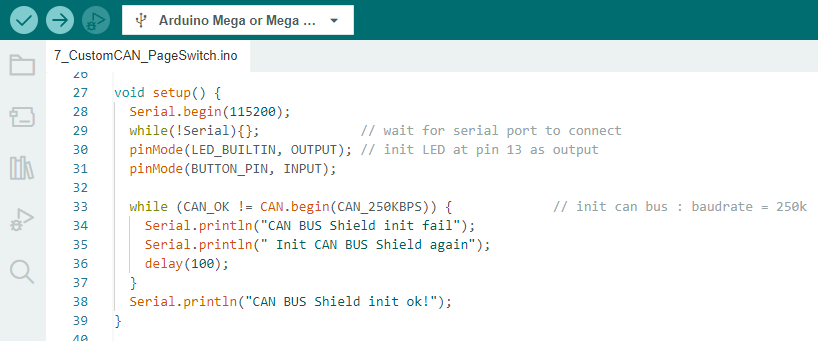 Arduino Mega or Mega ...
7_CustomCAN_PageSwitch.ino
26
27 void setup() {
28 Serial.begin(115200);
29 while(!Serial){}; // wait for serial port to connect
30 pinMode(LED_BUILTIN, OUTPUT); // init LED at pin 13 as output
31 pinMode(BUTTON_PIN, INPUT);
32
33 while (CAN_OK != CAN.begin(CAN_250KBPS)) { // init can bus : baudrate = 250k
34 Serial.println("CAN BUS Shield init fail");
35 Serial.println(" Init CAN BUS Shield again");
36 delay(100);
37 }
38 Serial.println("CAN BUS Shield init ok!");
39 }
40